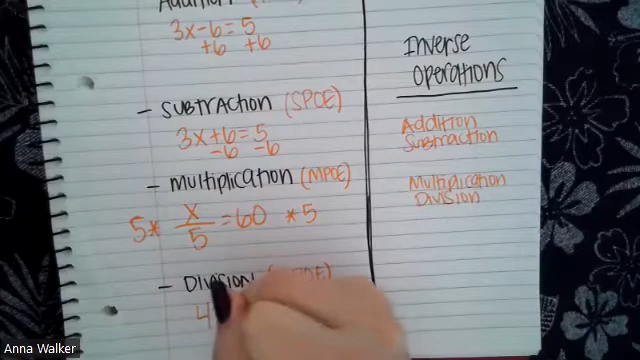 Addition
3x-6=5
+6 +6
- Subtraction (SPOE)
3x+6=5
-6 -6
- Multiplication (MPOE)
5* x/5 = 60 *5
- Division
4
Inverse
Operations
Addition
Subtraction
Multiplication
Division
Anna Walker